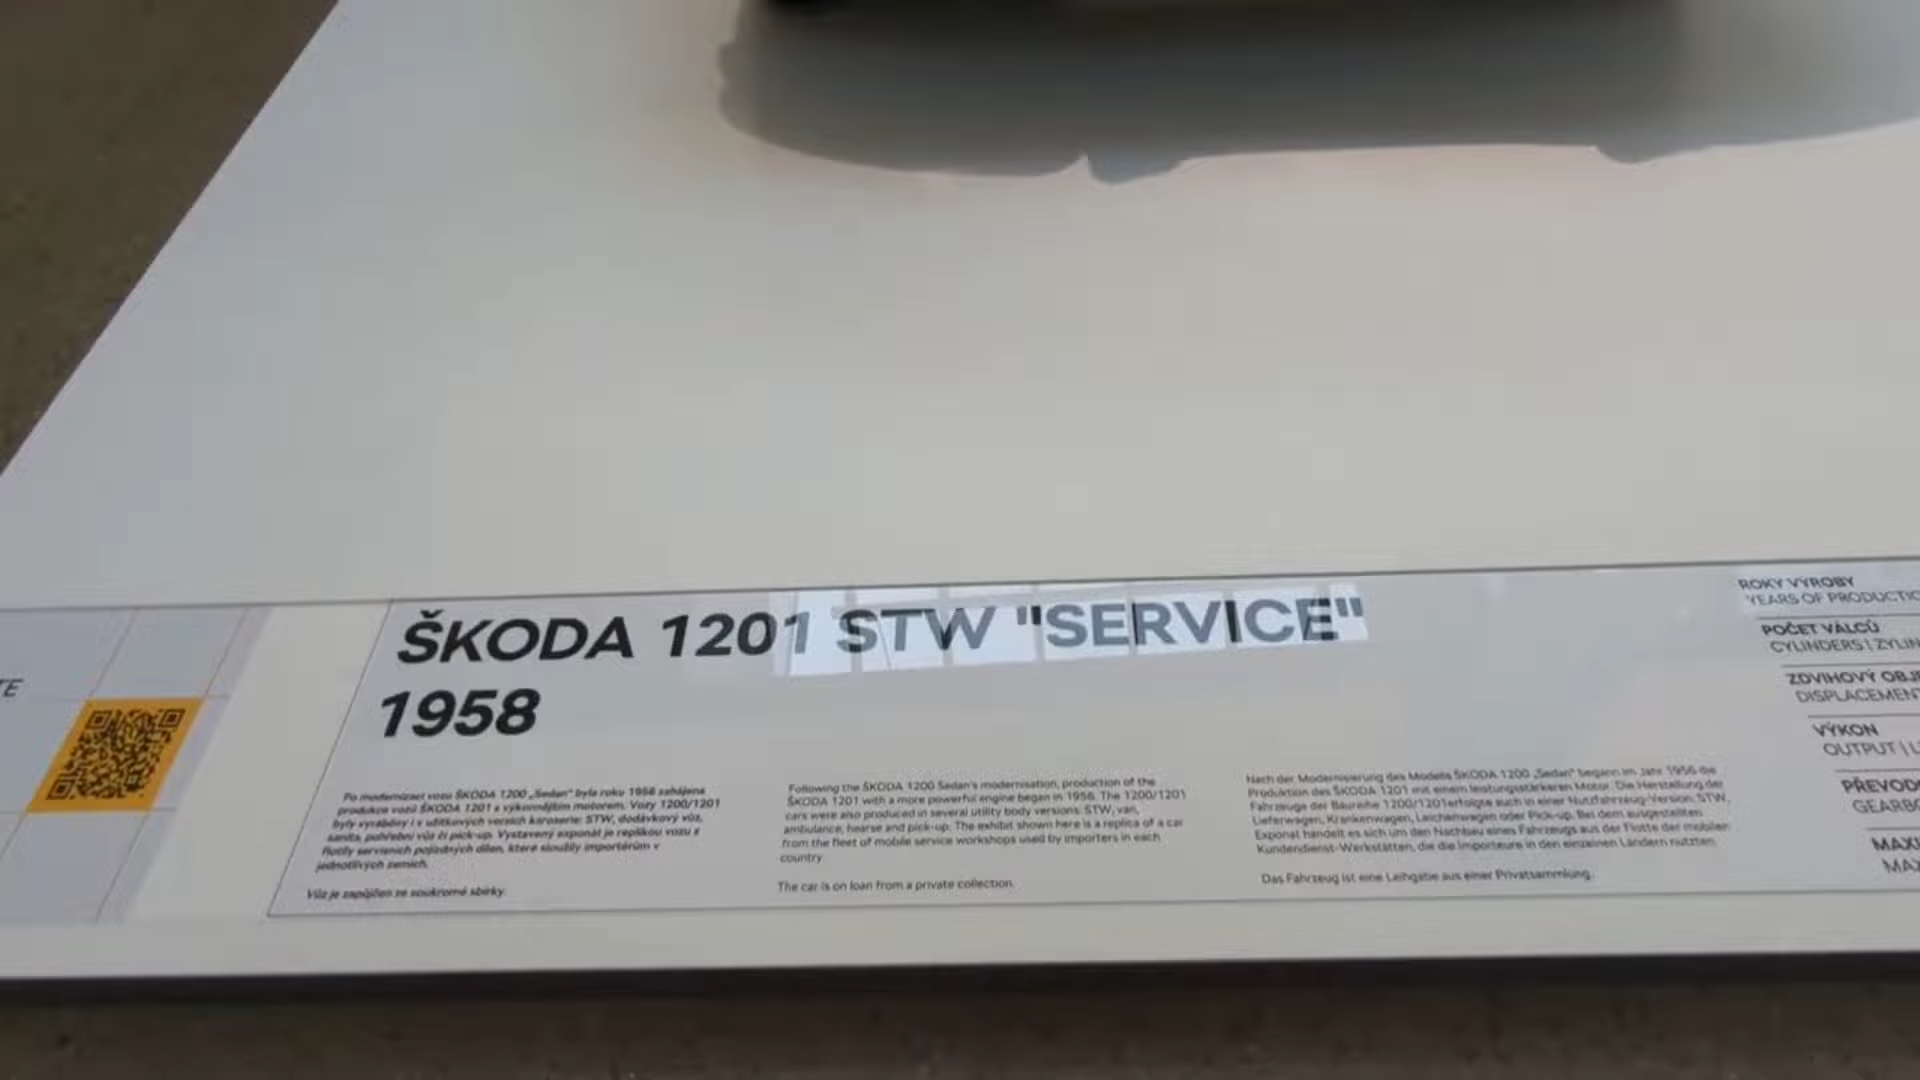 TE
ŠKODA 1201 STW "SERVICE"
1958
Po modernizaci vozu ŠKODA 1200 „Sedan" byla roku 1956 zahájena
produkce vozů ŠKODA 1201 s výkonnějším motorem. Vozy 1200/1201
byly vyráběny i v užitkových verzích karoserie: STW, dodávkový vůz,
sanita, pohřební vůz či pick-up. Vystavený exponát je replikou vozu z
flotily servisních pojízdných dílen, které sloužily importérům v
jednotlivých zemích.
Vůz je zapůjčen ze soukromé sbírky.
Following the ŠKODA 1200 Sedan's modernisation, production of the
ŠKODA 1201 with a more powerful engine began in 1956. The 1200/1201
cars were also produced in several utility body versions: STW, van,
ambulance, hearse and pick-up. The exhibit shown here is a replica of a car
from the fleet of mobile service workshops used by importers in each
country.
The car is on loan from a private collection.
Nach der Modernisierung des Modells ŠKODA 1200 „Sedan" begann im Jahr 1956 die
Produktion des ŠKODA 1201 mit einem leistungsstärkeren Motor. Die Herstellung der
Fahrzeuge der Baureihe 1200/1201erfolgte auch in einer Nutzfahrzeug-Version: STW,
Lieferwagen, Krankenwagen, Leichenwagen oder Pick-up. Bei dem ausgestellten
Exponat handelt es sich um den Nachbau eines Fahrzeugs aus der Flotte der mobilen
Kundendienst-Werkstätten, die die Importeure in den einzelnen Ländern nutzten.
Das Fahrzeug ist eine Leihgabe aus einer Privatsammlung.
ROKY VÝROBY
YEARS OF PRODUCTIO
POČET VÁLCŮ
CYLINDERS | ZYLIN
ZDVIHOVÝ OBJE
DISPLACEMENT
VÝKON
OUTPUT | L
PŘEVODO
GEARBO
MAXI
MAX